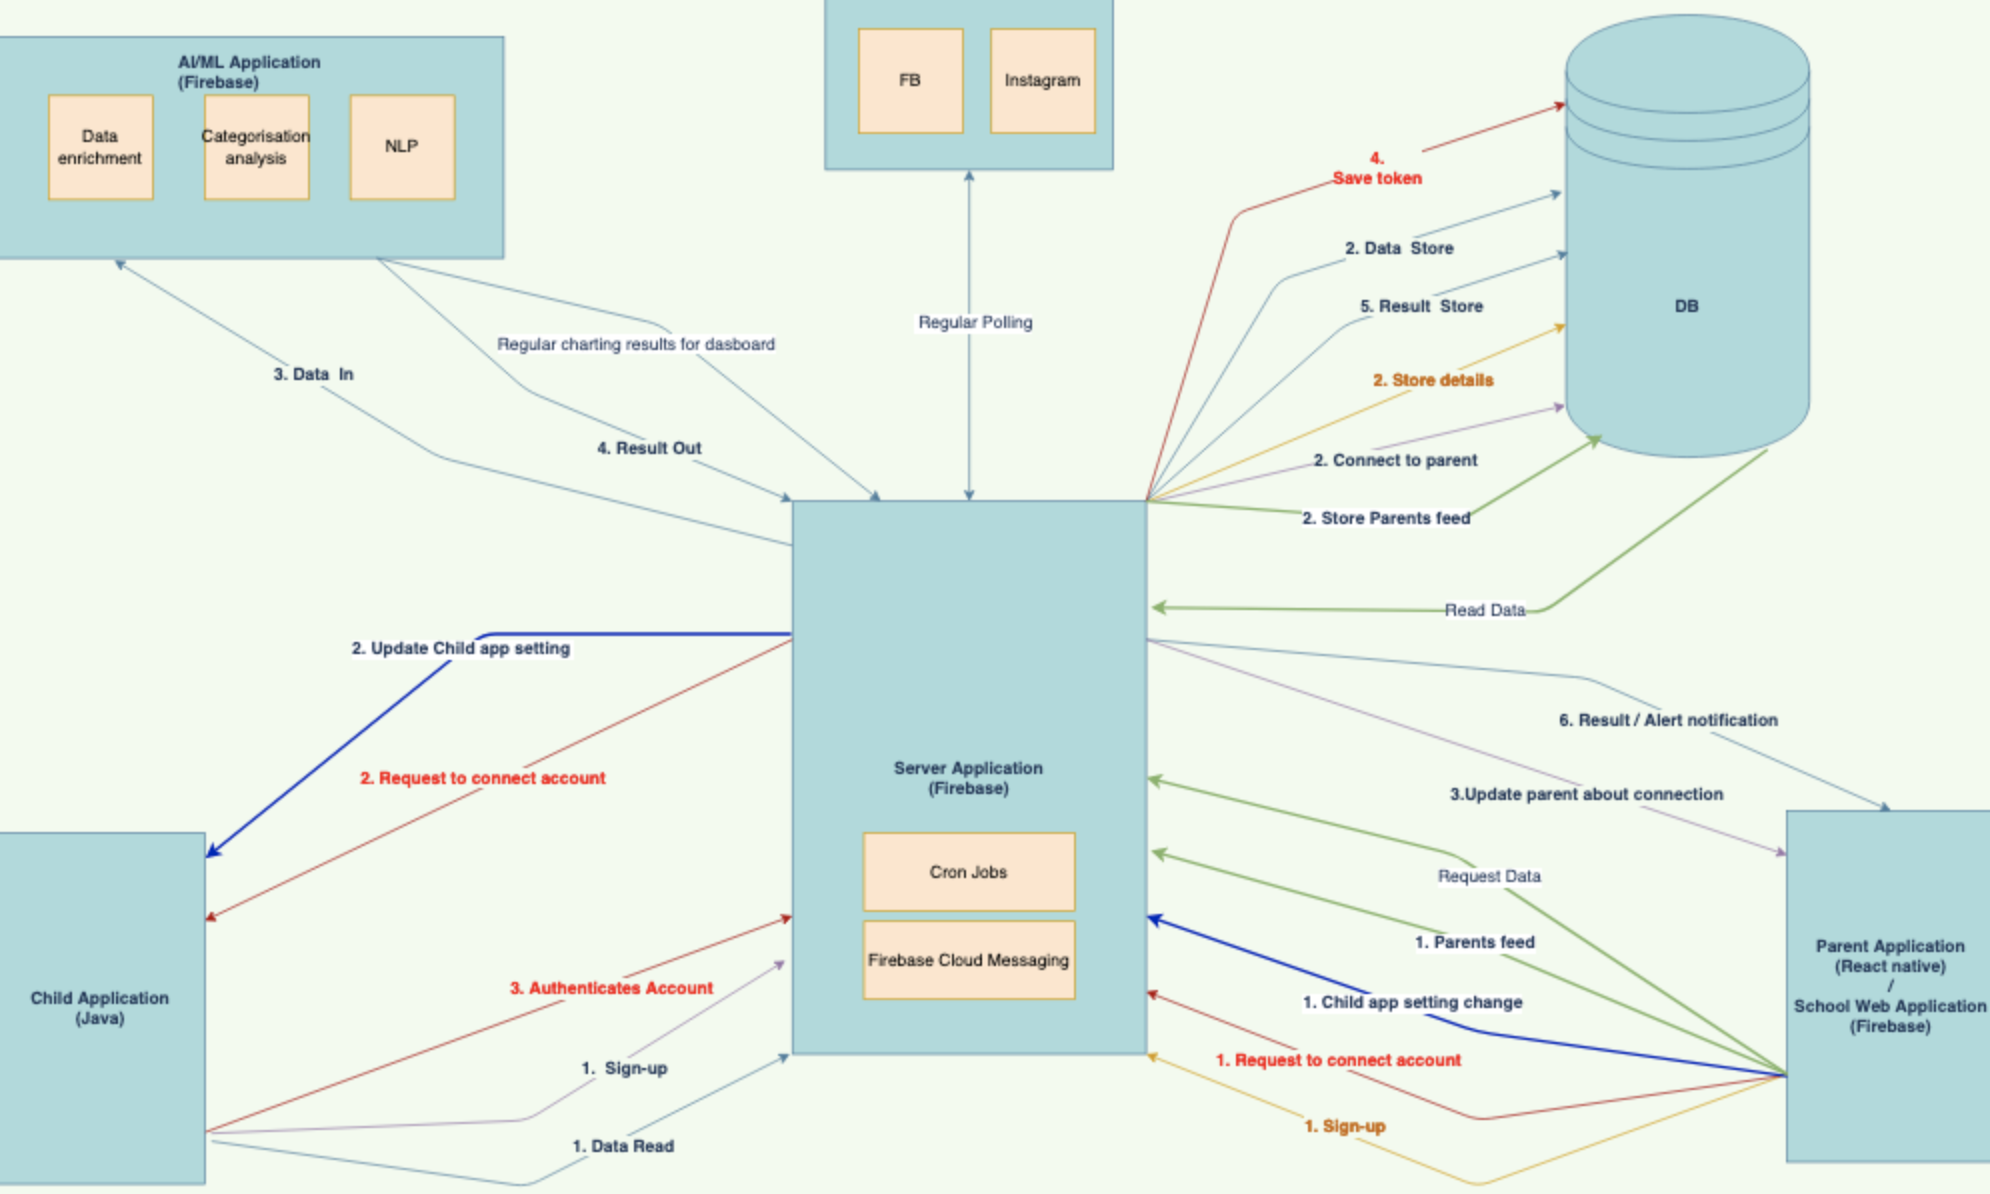 AI/ML Application
(Firebase)
Data
enrichment
Categorisation
analysis
NLP
FB
Instagram
4.
Save token
2. Data  Store
5. Result  Store
DB
Regular Polling
Regular charting results for dasboard
3. Data  In
2. Store details
4. Result Out
2. Connect to parent
2. Store Parents feed
Read Data
2. Update Child app setting
6. Result / Alert notification
2. Request to connect account
Server Application
(Firebase)
3.Update parent about connection
Cron Jobs
Request Data
Firebase Cloud Messaging
1. Parents feed
Parent Application
(React native)
/
School Web Application
(Firebase)
Child Application
(Java)
3. Authenticates Account
1. Child app setting change
1.  Sign-up
1. Request to connect account
1. Sign-up
1. Data Read